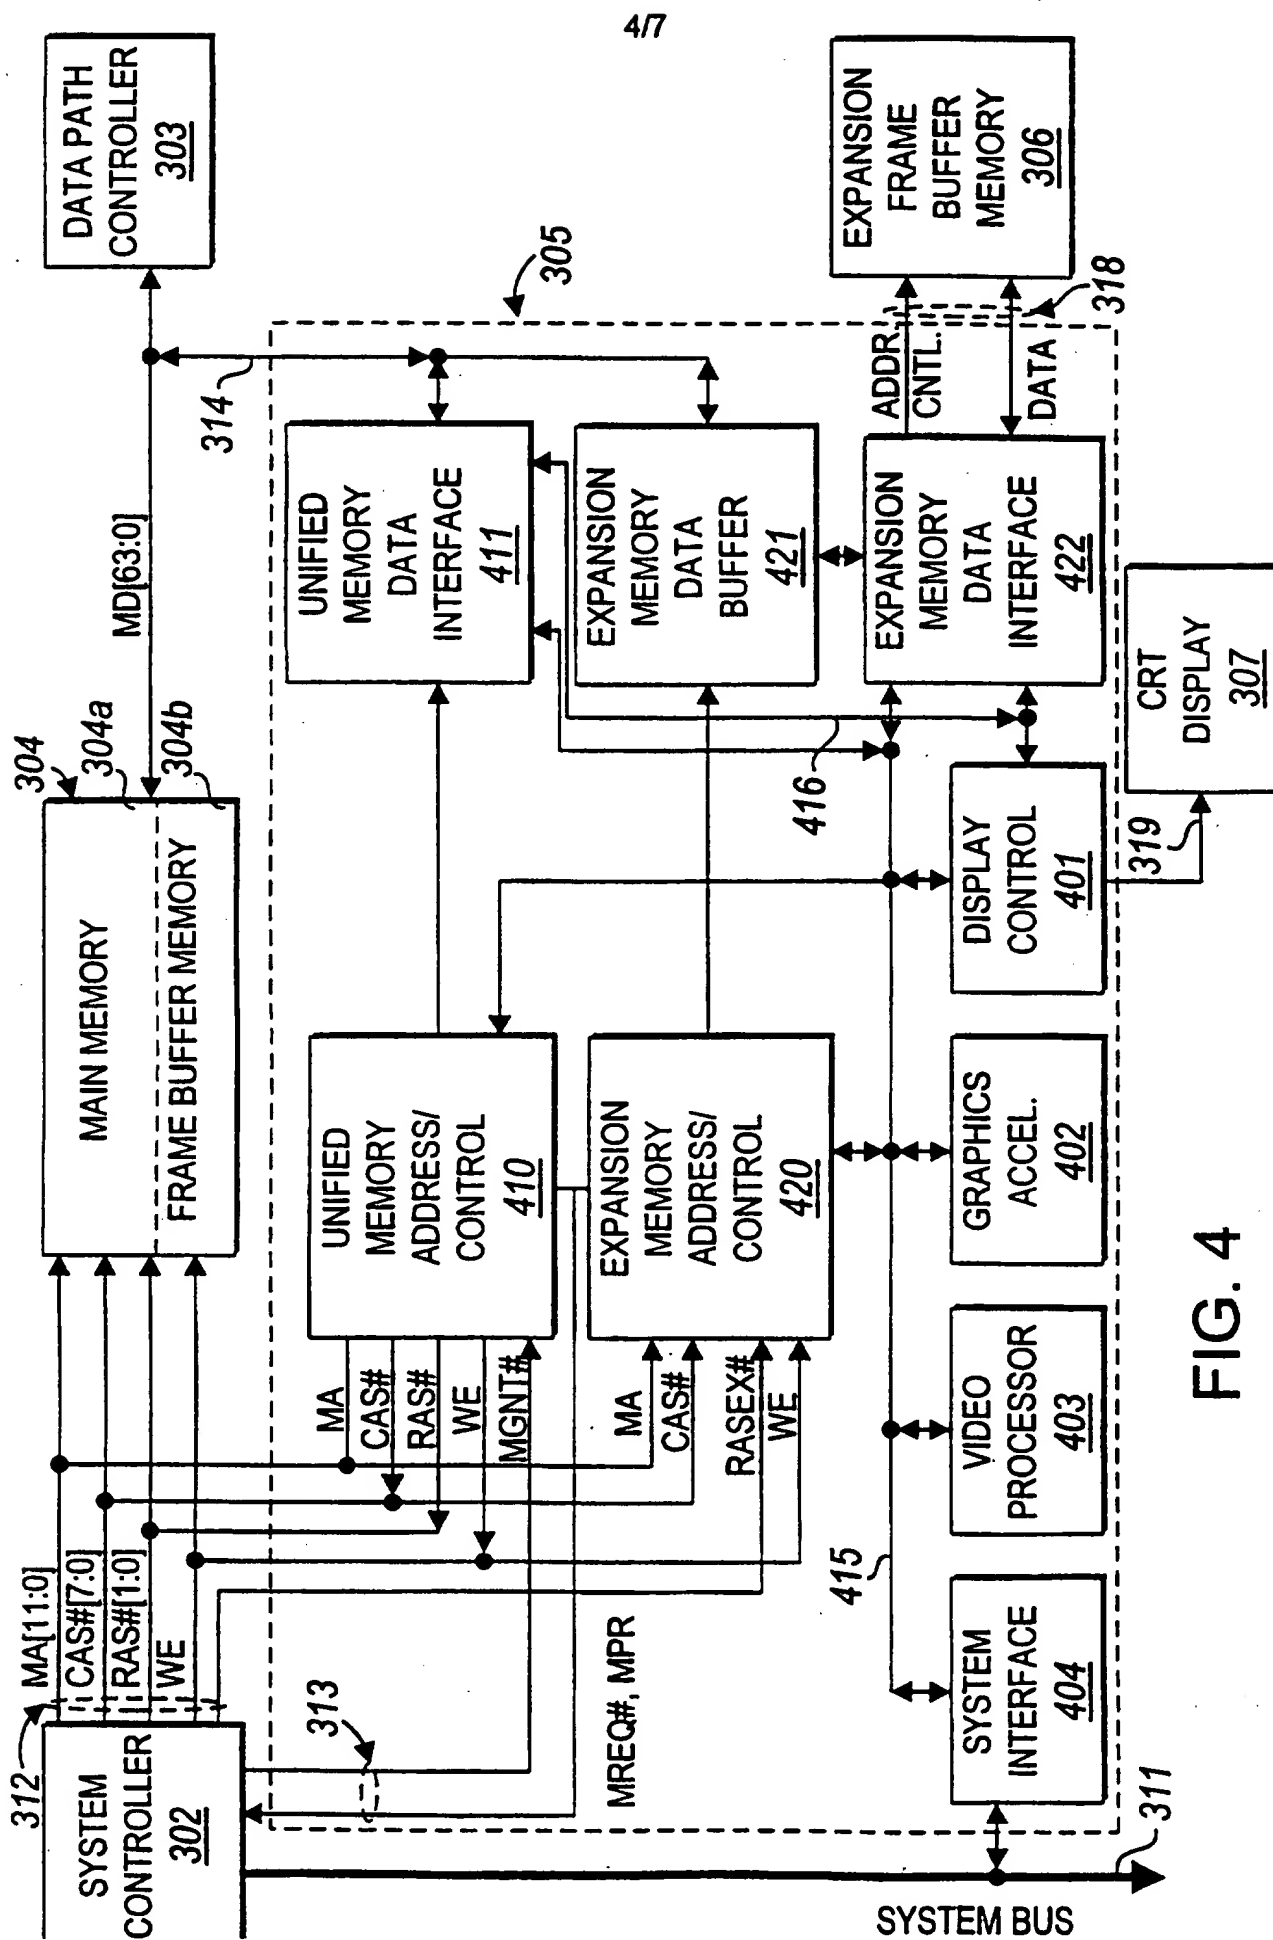 4/7
SYSTEM
CONTROLLER
302
312
MA[11:0]
CAS#[7:0]
RAS#[1:0]
WE
MAIN MEMORY
FRAME BUFFER MEMORY
304
304a
304b
MD[63:0]
DATA PATH
CONTROLLER
303
314
305
313
MREQ#, MPR
MA
CAS#
RAS#
WE
MGNT#
UNIFIED
MEMORY
ADDRESS/
CONTROL
410
UNIFIED
MEMORY
DATA
INTERFACE
411
MA
CAS#
RASEX#
WE
EXPANSION
MEMORY
ADDRESS/
CONTROL
420
EXPANSION
MEMORY
DATA
BUFFER
421
416
EXPANSION
MEMORY
DATA
INTERFACE
422
ADDR.
CNTL.
DATA
318
EXPANSION
FRAME
BUFFER
MEMORY
306
415
SYSTEM
INTERFACE
404
VIDEO
PROCESSOR
403
GRAPHICS
ACCEL.
402
DISPLAY
CONTROL
401
319
CRT
DISPLAY
307
SYSTEM BUS
311
FIG. 4